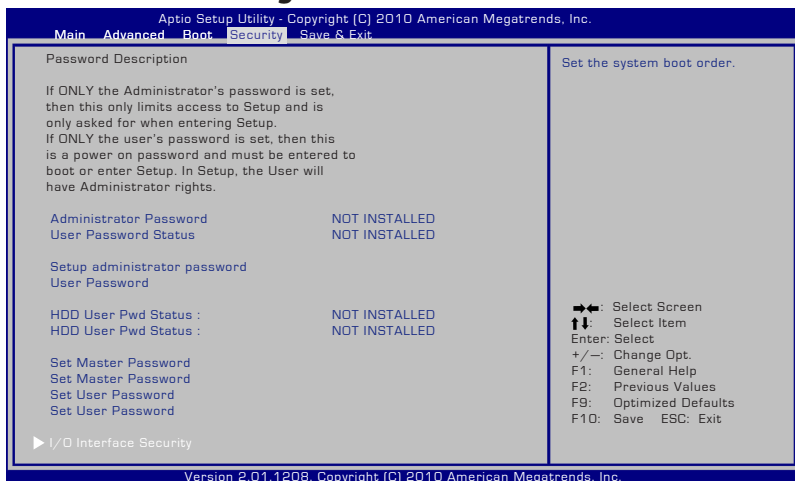 Aptio Setup Utility - Copyright (C) 2010 American Megatrends, Inc.
Main Advanced Boot Security Save & Exit
Password Description
If ONLY the Administrator's password is set,
then this only limits access to Setup and is
only asked for when entering Setup.
If ONLY the user's password is set, then this
is a power on password and must be entered to
boot or enter Setup. In Setup, the User will
have Administrator rights.
Administrator Password NOT INSTALLED
User Password Status NOT INSTALLED
Setup administrator password
User Password
HDD User Pwd Status : NOT INSTALLED
HDD User Pwd Status : NOT INSTALLED
Set Master Password
Set Master Password
Set User Password
Set User Password
I/O Interface Security
Set the system boot order.
→←: Select Screen
↑↓: Select Item
Enter: Select
+/—: Change Opt.
F1: General Help
F2: Previous Values
F9: Optimized Defaults
F10: Save ESC: Exit
Version 2.01.1208. Copyright (C) 2010 American Megatrends, Inc.